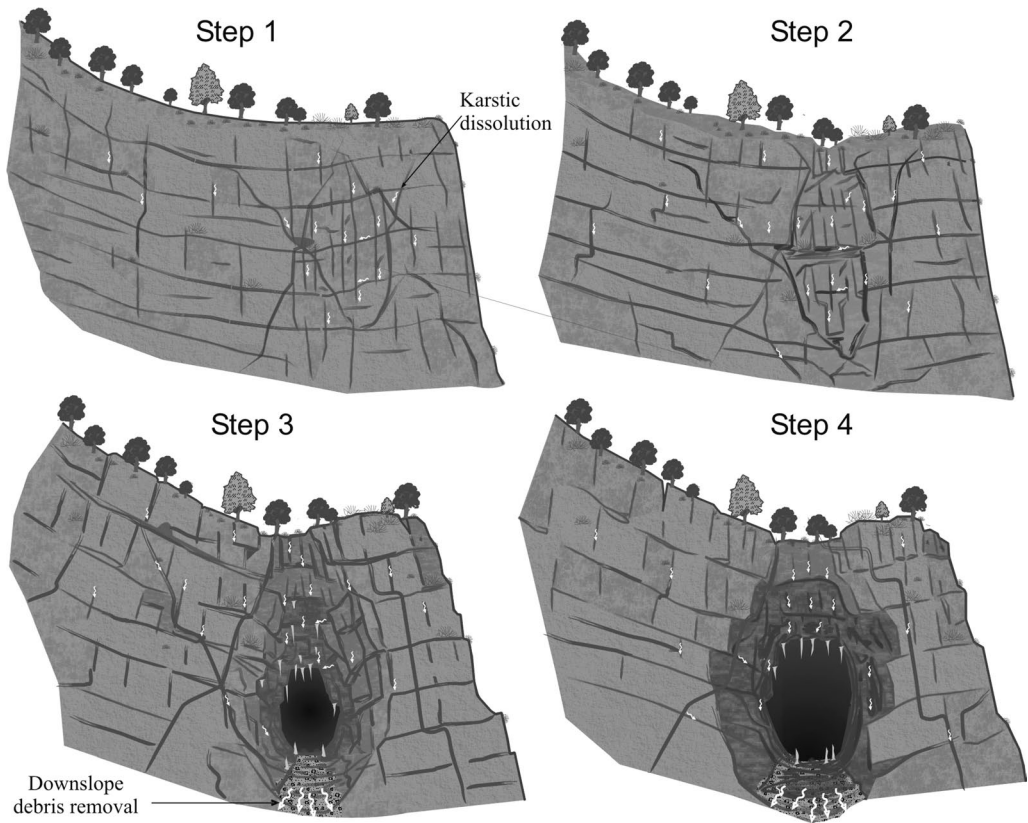 Step 1
Step 2
Karstic
dissolution
Step 3
Step 4
Downslope
debris removal